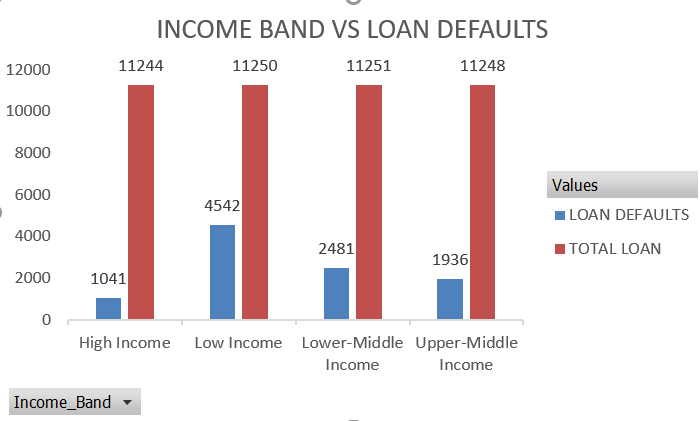 INCOME BAND VS LOAN DEFAULTS
12000
10000
8000
6000
4000
2000
0
11244
11250
11251
11248
1041
4542
2481
1936
High Income
Low Income
Lower-Middle
Income
Upper-Middle
Income
Values
LOAN DEFAULTS
TOTAL LOAN
Income_Band